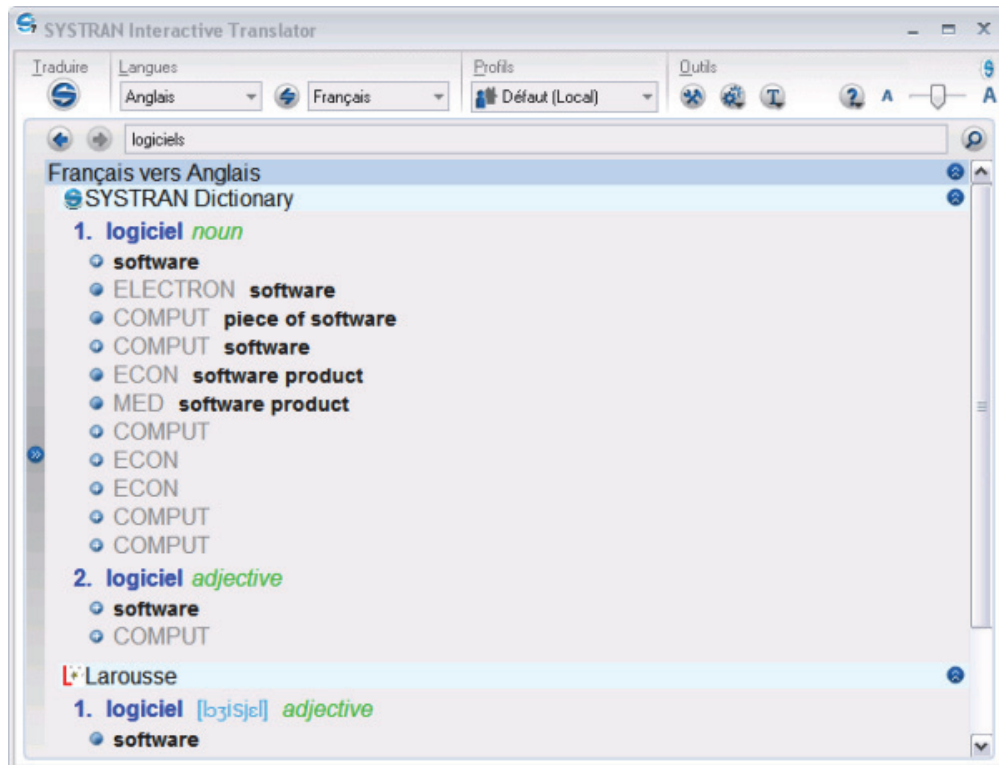 SYSTRAN Interactive Translator
Traduire Langues Profils Outils
Anglais Français Défaut (Local) A A
logiciels
Français vers Anglais
SYSTRAN Dictionary
1. logiciel noun
software
ELECTRON software
COMPUT piece of software
COMPUT software
ECON software product
MED software product
COMPUT
ECON
ECON
COMPUT
COMPUT
2. logiciel adjective
software
COMPUT
Larousse
1. logiciel [lɔʒisjɛl] adjective
software